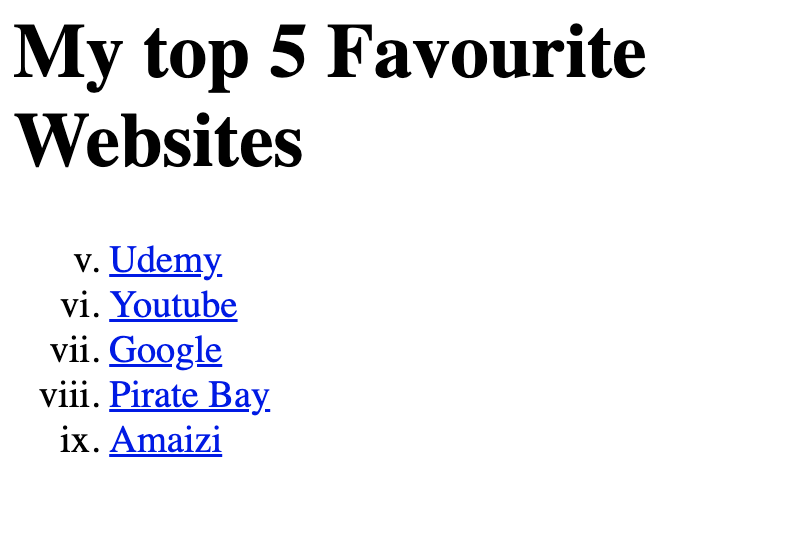 My top 5 Favourite
Websites
v. Udemy
vi. Youtube
vii. Google
viii. Pirate Bay
ix. Amaizi